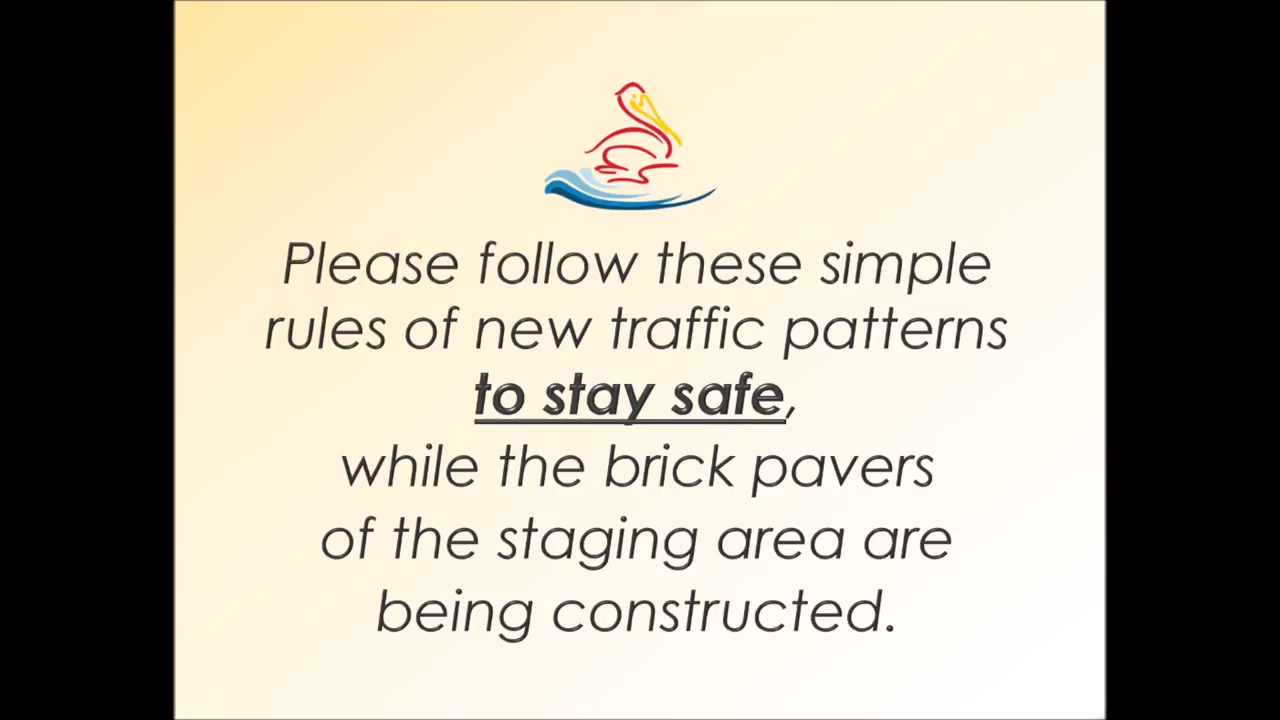 Please follow these simple
rules of new traffic patterns
to stay safe,
while the brick pavers
of the staging area are
being constructed.